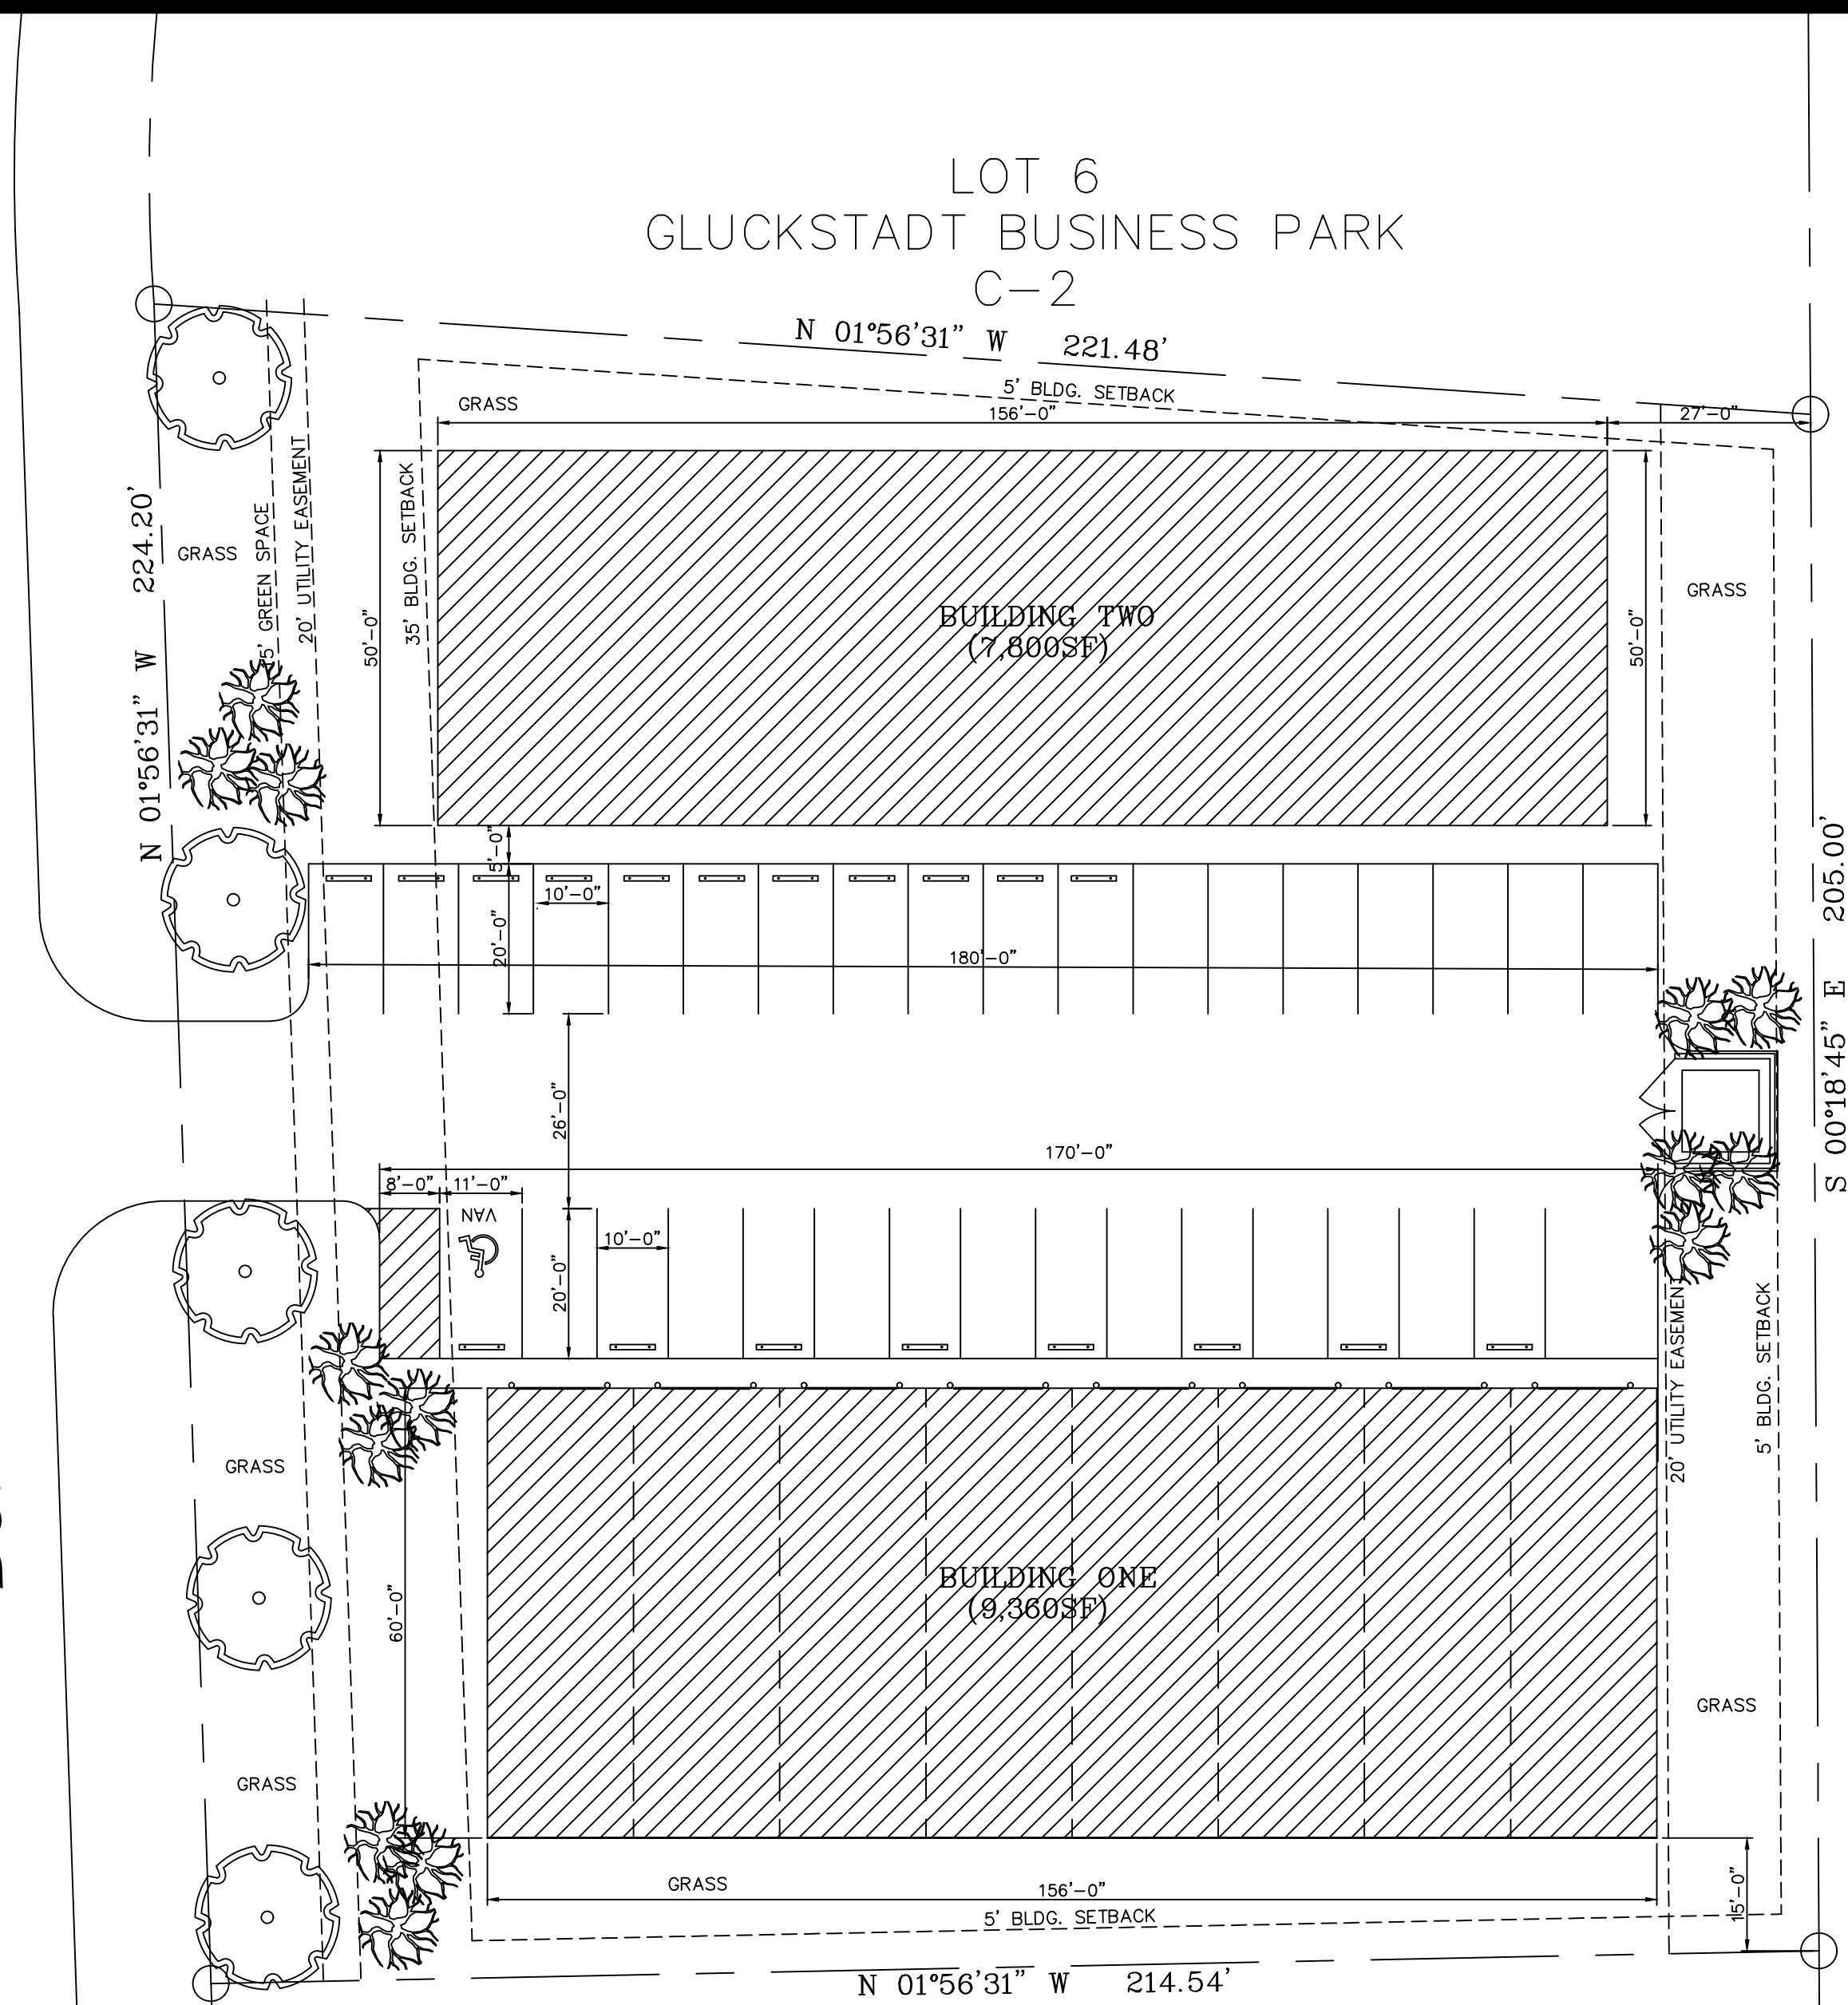 LOT 6
GLUCKSTADT BUSINESS PARK
C-2
N 01°56'31" W 221.48'
5' BLDG. SETBACK
GRASS
156'-0"
27'-0"
N 01°56'31" W 224.20'
GRASS
GREEN SPACE
20' UTILITY EASEMENT
35' BLDG. SETBACK
50'-0"
BUILDING TWO
(7,800SF)
50'-0"
GRASS
5'-0"
10'-0"
20'-0"
180'-0"
S 00°18'45" E 205.00'
26'-0"
170'-0"
8'-0"
11'-0"
VAN
10'-0"
20'-0"
20' UTILITY EASEMENT
5' BLDG. SETBACK
GRASS
BUILDING ONE
(9,360SF)
60'-0"
GRASS
GRASS
GRASS
156'-0"
15'-0"
5' BLDG. SETBACK
N 01°56'31" W 214.54'